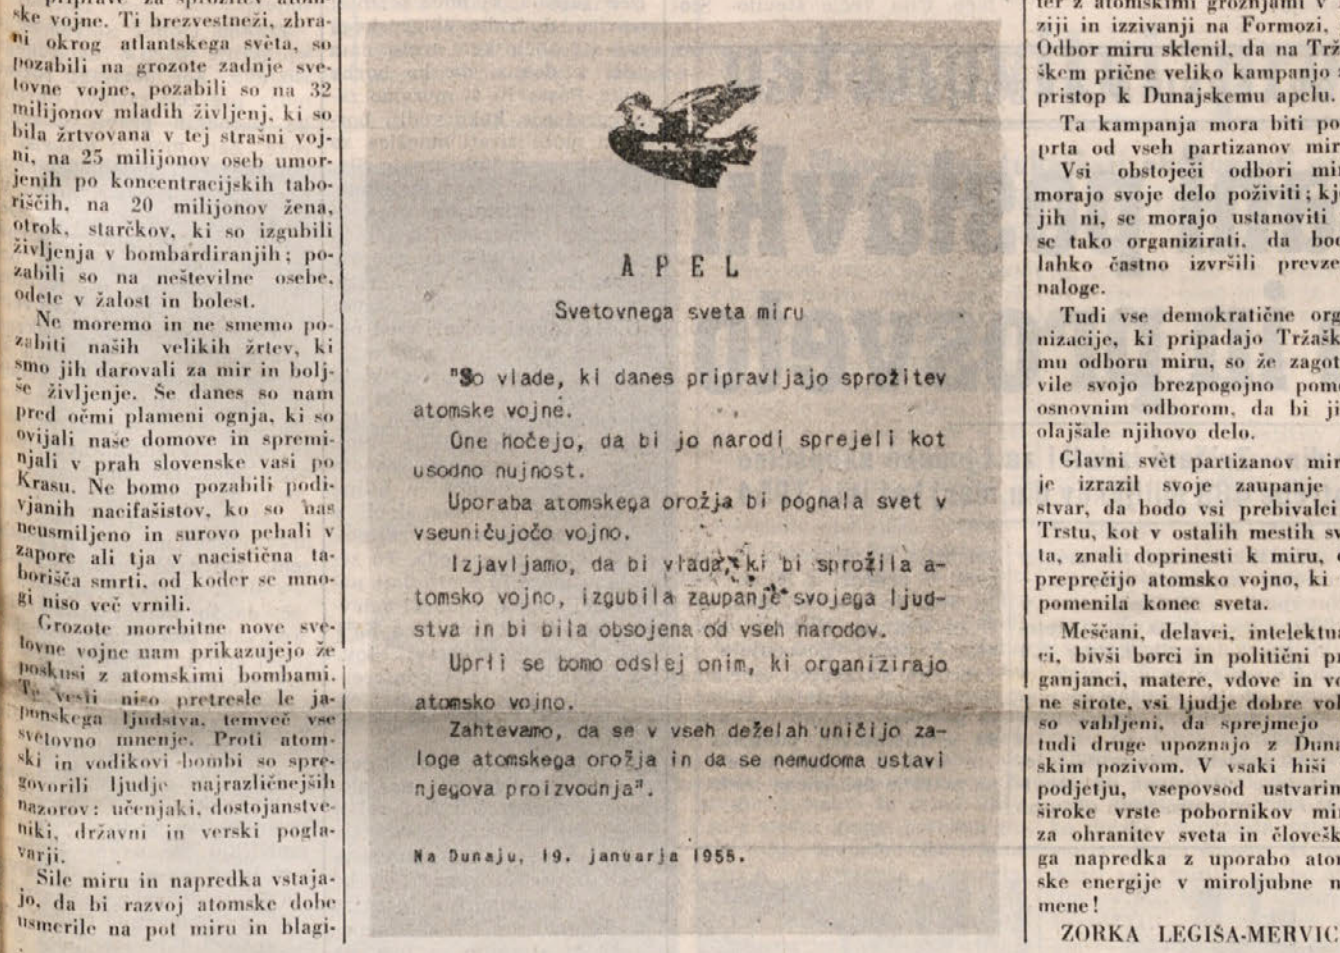 ske vojne. Ti brezvestneži, zbra-
ni okrog atlantskega svèta, so
pozabili na grozote zadnje sve-
tovne vojne, pozabili so na 32
milijonov mladih življenj, ki so
bila žrtvovana v tej strašni voj-
ni, na 25 milijonov oseb umor-
jenih po koncentracijskih tabo-
riščih, na 20 milijonov žena,
otrok, starčkov, ki so izgubili
življenja v bombardiranjih; po-
zabili so na neštevilne osebe,
odete v žalost in bolest.
Ne moremo in ne smemo po-
zabiti naših velikih žrtev, ki
smo jih darovali za mir in bolj-
še življenje. Še danes so nam
pred očmi plameni ognja, ki so
ovijali naše domove in spremi-
njali v prah slovenske vasi po
Krasu. Ne bomo pozabili podi-
vjanih nacifašistov, ko so nas
neusmiljeno in surovo pehali v
zapore ali tja v nacistična ta-
borišča smrti, od koder se mno-
gi niso več vrnili.
Grozote morebitne nove sve-
tovne vojne nam prikazujejo že
poskusi z atomskimi bombami.
Te vesti niso pretresle le ja-
ponskega ljudstva, temveč vse
svetovno mnenje. Proti atom-
ski in vodikovi bombi so spre-
govorili ljudje najrazličnejših
nazorov: učenjaki, dostojanstve-
niki, državni in verski pogla-
varji.
Sile miru in napredka vstaja-
jo, da bi razvoj atomske dobe
usmerile na pot miru in blagi-
APEL
Svetovnega sveta miru
"So vlade, ki danes pripravljajo sprožitev
atomske vojne.
One hočejo, da bi jo narodi sprejeli kot
usodno nujnost.
Uporaba atomskega orožja bi pognala svet v
vseuničujočo vojno.
Izjavljamo, da bi vlada, ki bi sprožila a-
tomsko vojno, izgubila zaupanje svojega ljud-
stva in bi bila obsojena od vseh narodov.
Uprli se bomo odslej onim, ki organizirajo
atomsko vojno.
Zahtevamo, da se v vseh deželah uničijo za-
loge atomskega orožja in da se nemudoma ustavi
njegova proizvodnja".
Na Dunaju, 19. januarja 1955.
ter z atomskimi grožnjami v
ziji in izzivanji na Formozi,
Odbor miru sklenil, da na Trž
škem prične veliko kampanjo
pristop k Dunajskemu apelu.
Ta kampanja mora biti po
prta od vseh partizanov mir
Vsi obstoječi odbori mi
morajo svoje delo poživiti; kj
jih ni, se morajo ustanoviti
se tako organizirati, da bo
lahko častno izvršili prevze
naloge.
Tudi vse demokratične org
nizacije, ki pripadajo Tržašk
mu odboru miru, so že zagot
vile svojo brezpogojno pom
osnovnim odborom, da bi ji
olajšale njihovo delo.
Glavni svèt partizanov mir
je izrazil svoje zaupanje
stvar, da bodo vsi prebivalci
Trstu, kot v ostalih mestih sv
ta, znali doprinesti k miru,
preprečijo atomsko vojno, ki
pomenila konec sveta.
Meščani, delavci, intelektua
ci, bivši borci in politični pr
ganjanci, matere, vdove in vo
ne sirote, vsi ljudje dobre vol
so vabljeni, da sprejmejo
tudi druge upoznajo z Duna
skim pozivom. V vsaki hiši
podjetju, vsepovsod ustvarim
široke vrste pobornikov mi
za ohranitev sveta in človešk
ga napredka z uporabo ato
ske energije v miroljubne n
mene!
ZORKA LEGIŠA-MERVIC